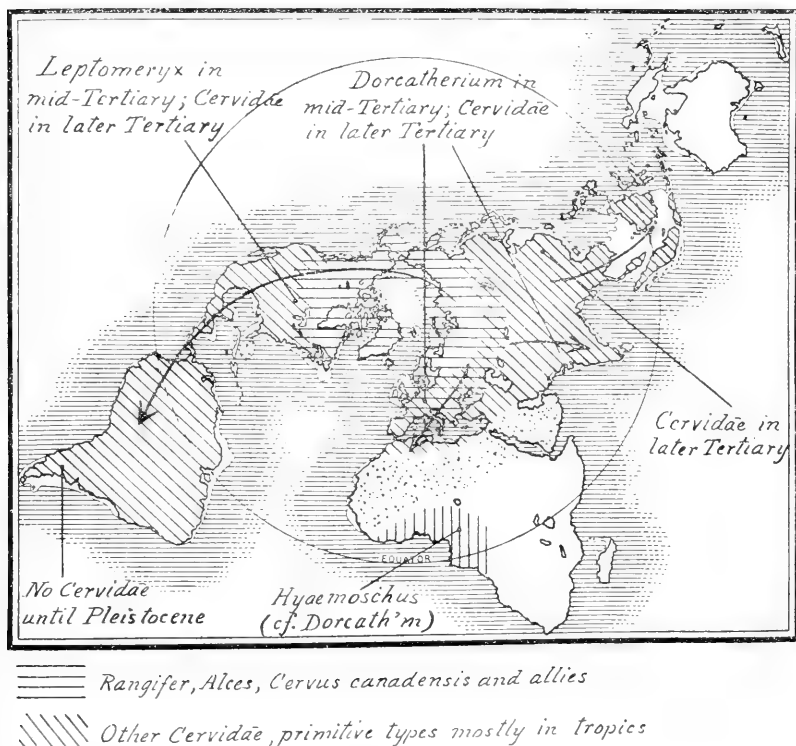 Leptomeryx in
mid-Tertiary; Cervidae
in later Tertiary
Dorcatherium in
mid-Tertiary; Cervidae
in later Tertiary
Cervidae in
later Tertiary
EQUATOR
No Cervidae
until Pleistocene
Hyaemoschus
(cf. Dorcath'm)
Rangifer, Alces, Cervus canadensis and allies
Other Cervidae, primitive types mostly in tropics